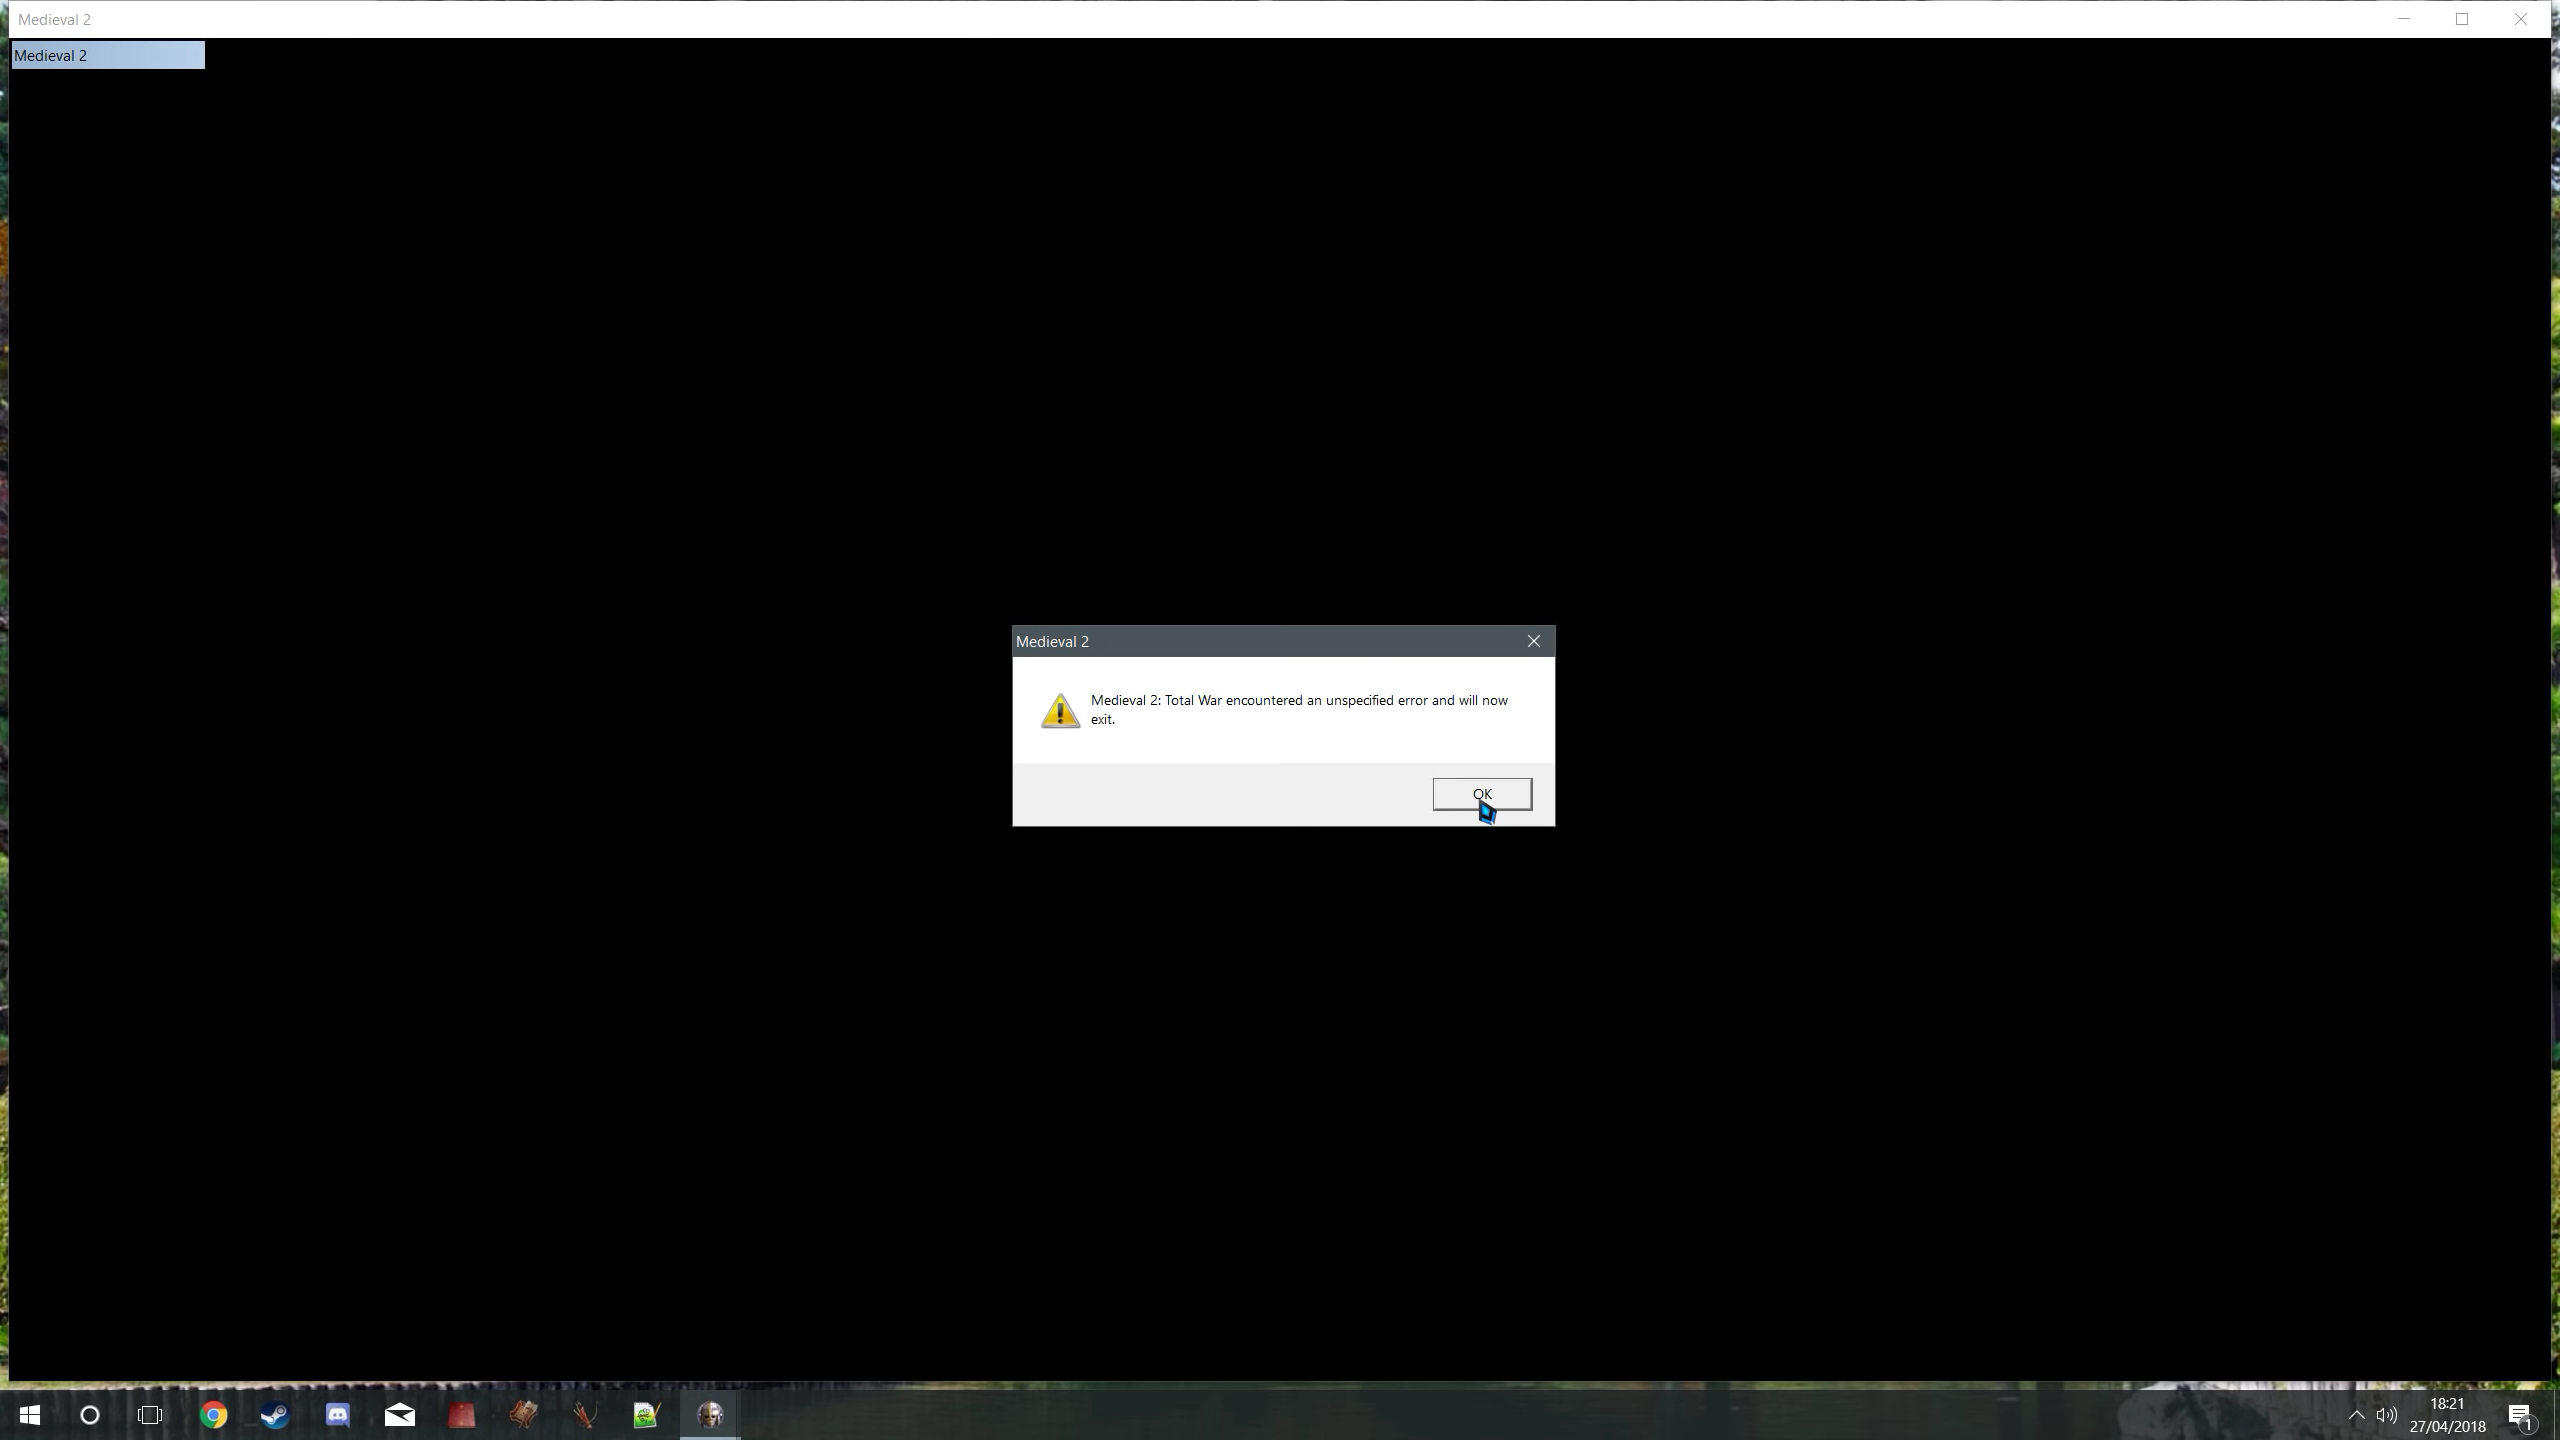 Medieval 2
Medieval 2
Medieval 2
Medieval 2: Total War encountered an unspecified error and will now
exit.
OK
18:21
27/04/2018
1